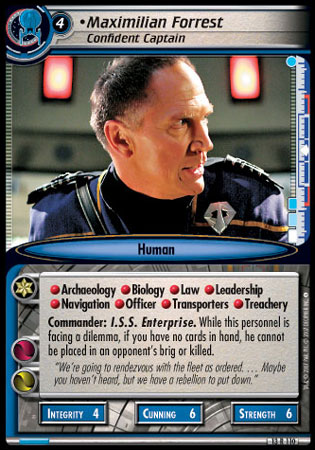 4
•Maximilian Forrest
Confident Captain
Human
•Archaeology •Biology •Law •Leadership
•Navigation •Officer •Transporters •Treachery
Commander: I.S.S. Enterprise. While this personnel is
facing a dilemma, if you have no cards in hand, he cannot
be placed in an opponent's brig or killed.
"We're going to rendezvous with the fleet as ordered. ... Maybe
you haven't heard, but we have a rebellion to put down."
INTEGRITY 4 CUNNING 6 STRENGTH 6
13 R 110